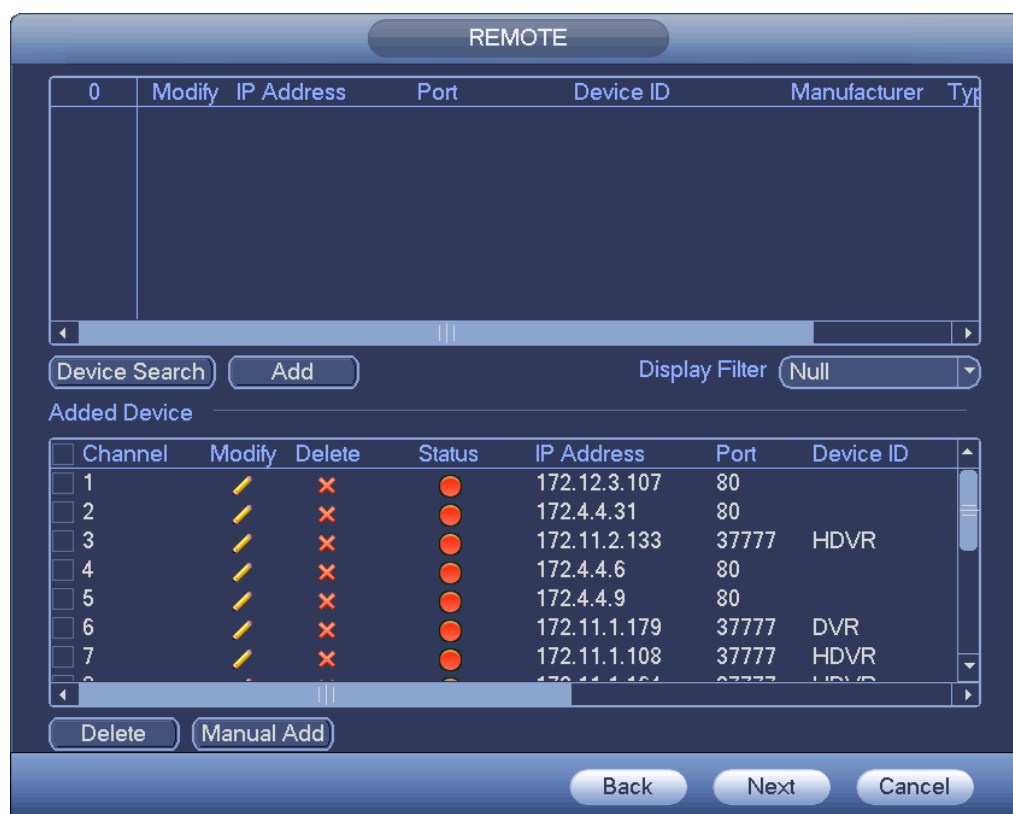 REMOTE
0 Modify IP Address Port Device ID Manufacturer
Device Search Add Display Filter Null
Added Device
Channel Modify Delete Status IP Address Port Device ID
1 172.12.3.107 80
2 172.4.4.31 80
3 172.11.2.133 37777 HDVR
4 172.4.4.6 80
5 172.4.4.9 80
6 172.11.1.179 37777 DVR
7 172.11.1.108 37777 HDVR
Delete Manual Add
Back Next Cancel